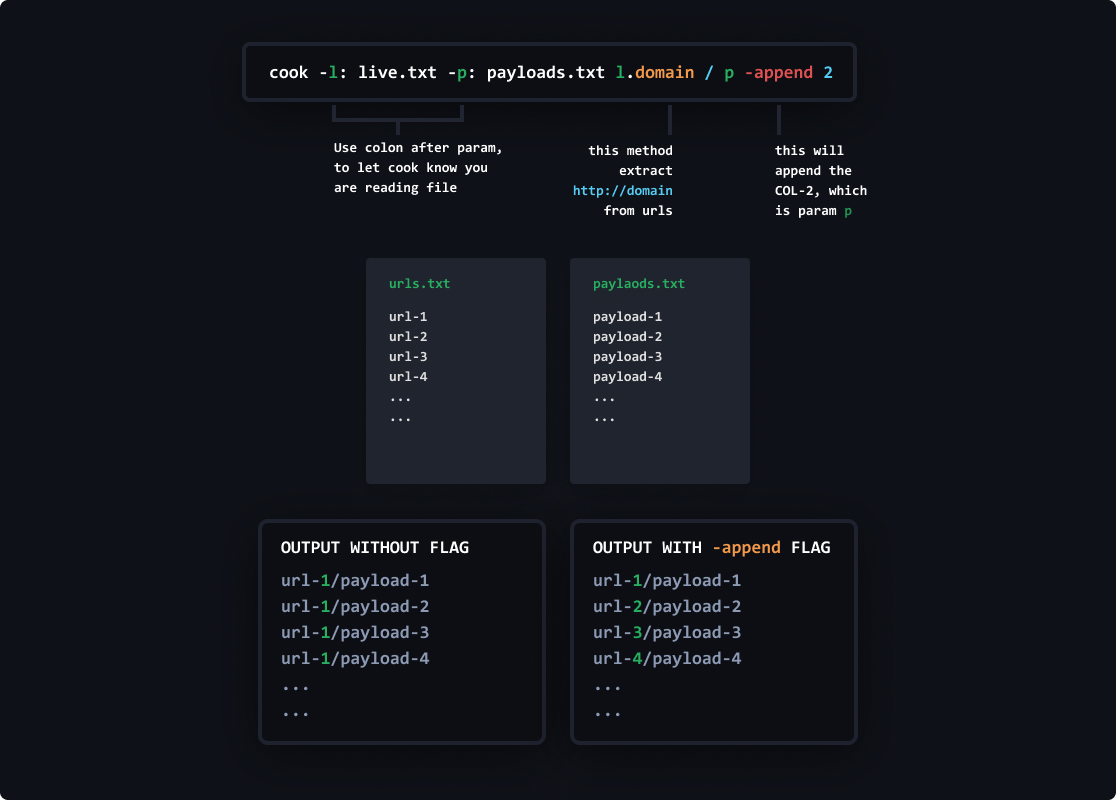 cook -l: live.txt -p: payloads.txt l.domain / p -append 2
Use colon after param,
to let cook know you
are reading file
this method
extract
http://domain
from urls
this will
append the
COL-2, which
is param p
urls.txt
url-1
url-2
url-3
url-4
...
...
paylaods.txt
payload-1
payload-2
payload-3
payload-4
...
...
OUTPUT WITHOUT FLAG
url-1/payload-1
url-1/payload-2
url-1/payload-3
url-1/payload-4
...
...
OUTPUT WITH -append FLAG
url-1/payload-1
url-2/payload-2
url-3/payload-3
url-4/payload-4
...
...